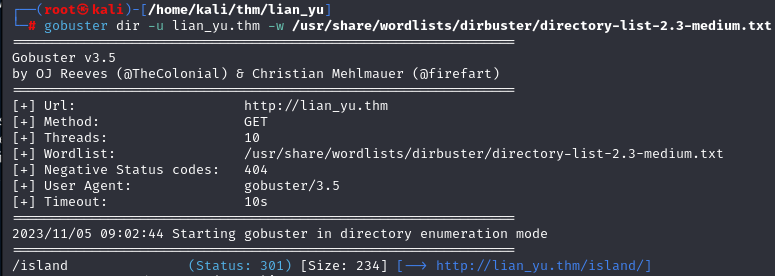 ┌──(root㉿kali)-[/home/kali/thm/lian_yu]
└─# gobuster dir -u lian_yu.thm -w /usr/share/wordlists/dirbuster/directory-list-2.3-medium.txt
===============================================================
Gobuster v3.5
by OJ Reeves (@TheColonial) & Christian Mehlmauer (@firefart)
===============================================================
[+] Url:                     http://lian_yu.thm
[+] Method:                  GET
[+] Threads:                 10
[+] Wordlist:                /usr/share/wordlists/dirbuster/directory-list-2.3-medium.txt
[+] Negative Status codes:   404
[+] User Agent:              gobuster/3.5
[+] Timeout:                 10s
===============================================================
2023/11/05 09:02:44 Starting gobuster in directory enumeration mode
===============================================================
/island               (Status: 301) [Size: 234] [--> http://lian_yu.thm/island/]